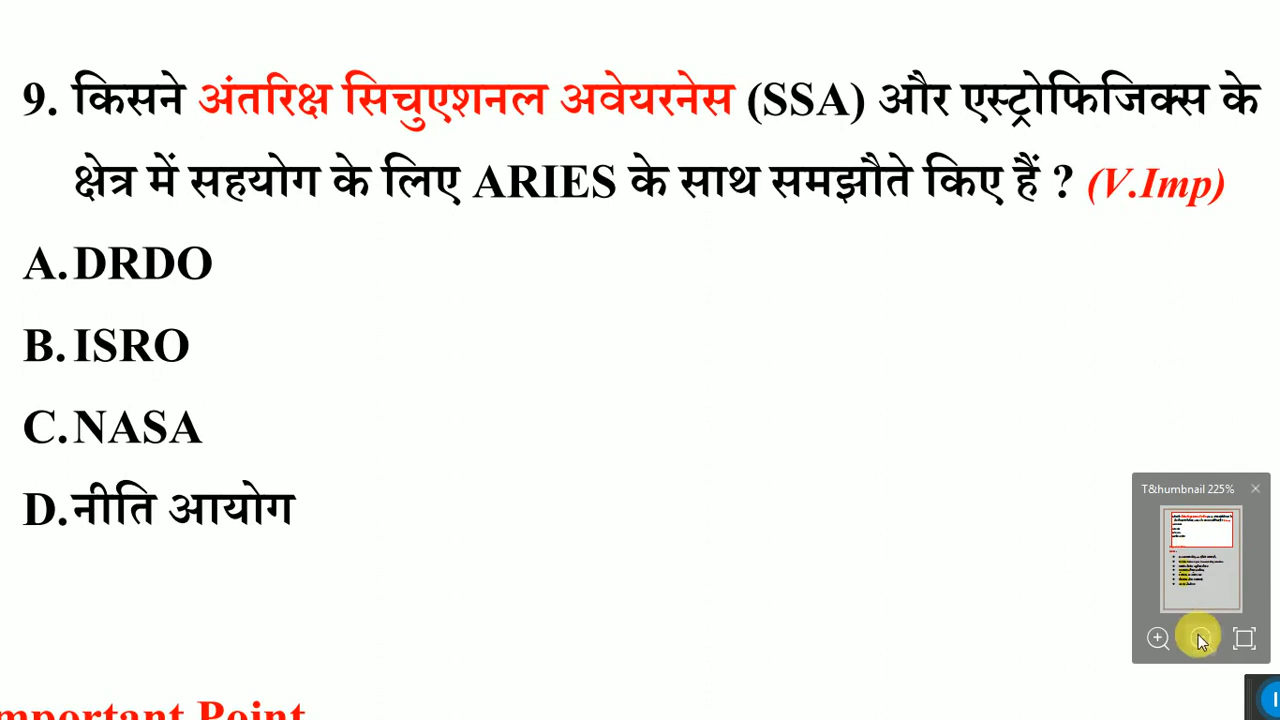 9. किसने अंतरिक्ष सिचुएशनल अवेयरनेस (SSA) और एस्ट्रोफिजिक्स के
क्षेत्र में सहयोग के लिए ARIES के साथ समझौते किए हैं ? (V.Imp)
A. DRDO
B. ISRO
C. NASA
D. नीति आयोग
T&humbnail 225%
mportant Point